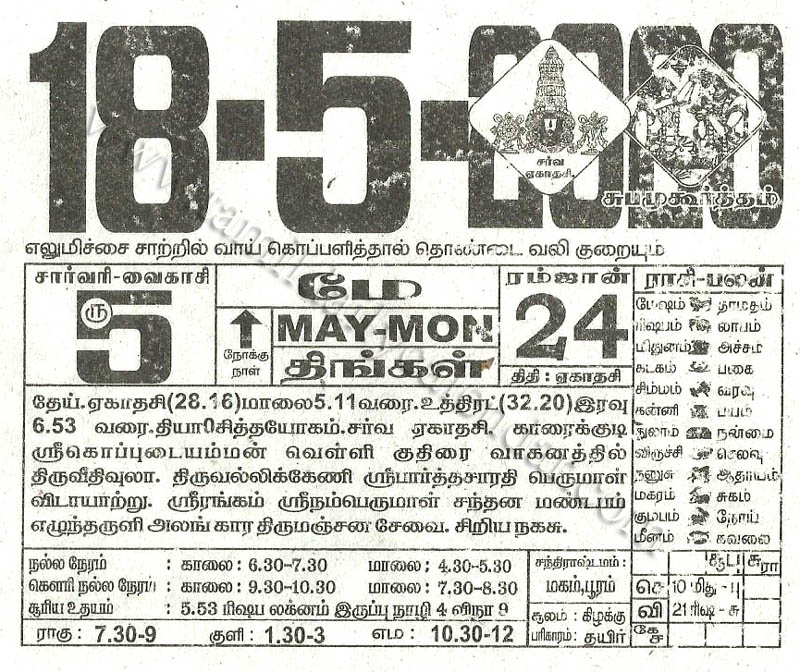 18-5-2020
சர்வ
ஏகாதசி
சுபமுகூர்த்தம்
எலுமிச்சை சாற்றில் வாய் கொப்பளித்தால் தொண்டை வலி குறையும்
சார்வரி-வைகாசி
ரு
5
நோக்கு
நாள்
மே
MAY-MON
திங்கள்
ரம்ஜான்
24
திதி : ஏகாதசி
ராசி-பலன்
மேஷம் தாமதம்
ரிஷபம் லாபம்
மிதுனம் அச்சம்
கடகம் பகை
சிம்மம் வரவு
கன்னி பயம்
துலாம் நன்மை
விருச்சி செலவு
தனுசு ஆதாயம்
மகரம் சுகம்
கும்பம் நோய்
மீனம் கவலை
தேய்.ஏகாதசி(28.16)மாலை5.11வரை.உத்திரட்(32.20)இரவு
6.53 வரை.தியா0சித்தயோகம்.சர்வ ஏகாதசி. காரைக்குடி
ஸ்ரீகொப்புடையம்மன் வெள்ளி குதிரை வாகனத்தில்
திருவீதிவுலா. திருவல்லிக்கேணி ஸ்ரீபார்த்தசாரதி பெருமாள்
விடாயாற்று. ஸ்ரீரங்கம் ஸ்ரீநம்பெருமாள் சந்தன மண்டபம்
எழுந்தருளி அலங் கார திருமஞ்சன சேவை. சிறிய நகசு.
நல்ல நேரம் : காலை : 6.30-7.30 மாலை : 4.30-5.30
கௌரி நல்ல நேரம் : காலை: 9.30-10.30 மாலை: 7.30-8.30
சூரிய உதயம் : 5.53 ரிஷப லக்னம் இருப்பு நாழி 4 விநா 9
ராகு : 7.30-9 குளி : 1.30-3 எம : 10.30-12
சந்திராஷ்டமம்:
மகம்,பூரம்
சூலம் : கிழக்கு
பரிகாரம் : தயிர்
சுரா
செ 10 மிது - பு
வி 21 ரிஷ - சு
கே